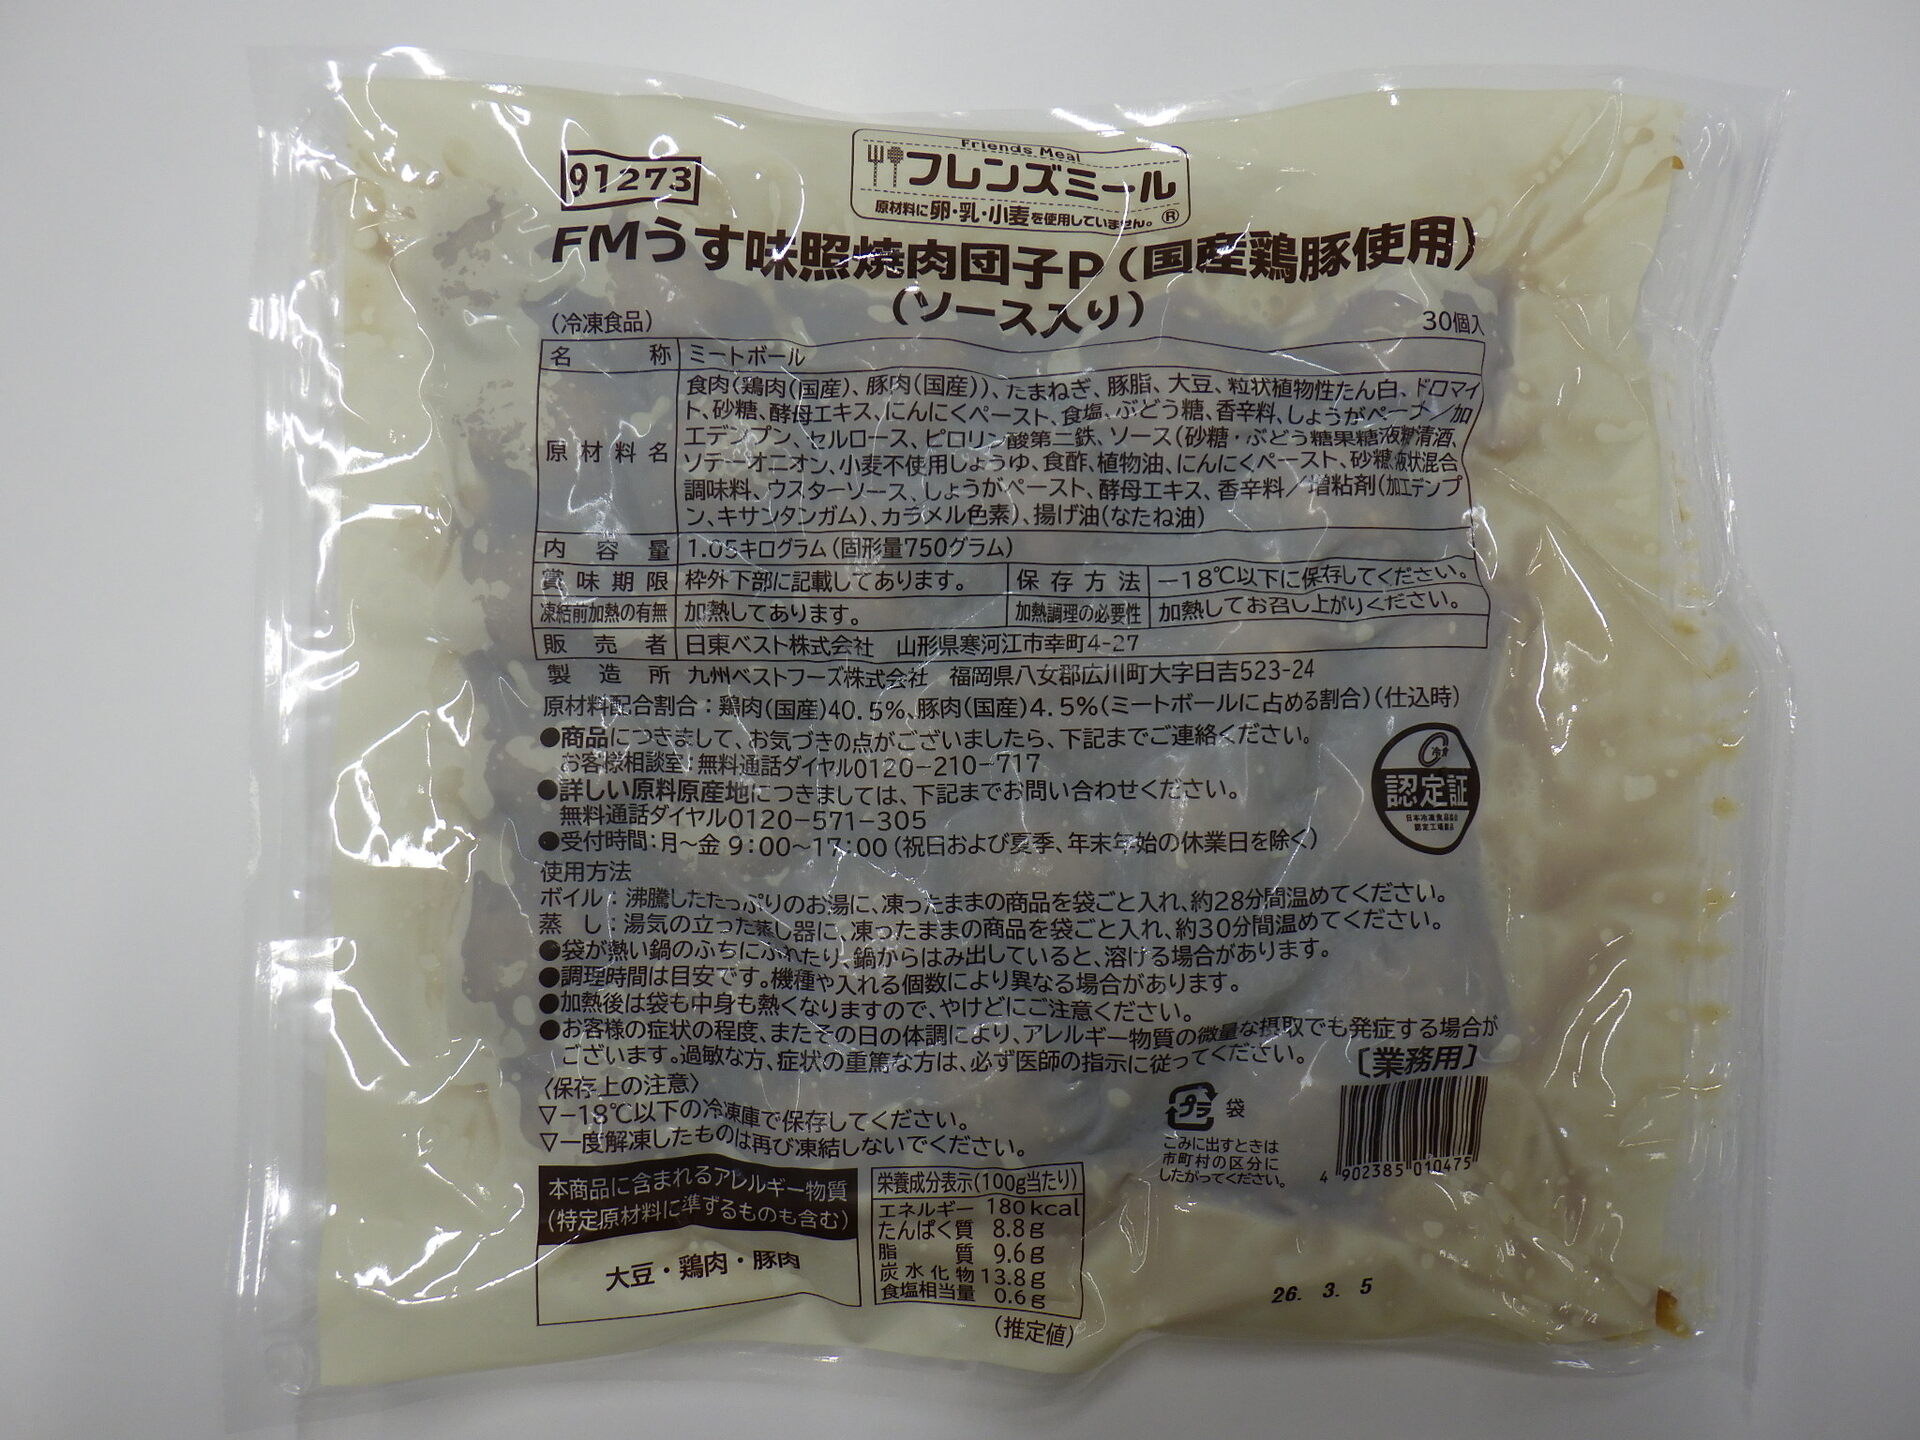 91273
Friends Meal
フレンズミール
原材料に卵・乳・小麦を使用していません。®
FMうす味照焼肉団子P(国産鶏豚使用)
(ソース入り)
(冷凍食品) 30個入
名称 ミートボール
原材料名 食肉(鶏肉(国産)、豚肉(国産))、たまねぎ、豚脂、大豆、粒状植物性たん白、ドロマイ
ト、砂糖、酵母エキス、にんにくペースト、食塩、ぶどう糖、香辛料、しょうがペースト/加
工デンプン、セルロース、ピロリン酸第二鉄、ソース(砂糖・ぶどう糖果糖液糖、清酒、
ソテーオニオン、小麦不使用しょうゆ、食酢、植物油、にんにくペースト、砂糖液状混合
調味料、ウスターソース、しょうがペースト、酵母エキス、香辛料/増粘剤(加工デンプ
ン、キサンタンガム)、カラメル色素)、揚げ油(なたね油)
内容量 1.05キログラム(固形量750グラム)
賞味期限 枠外下部に記載してあります。 保存方法 -18℃以下に保存してください。
凍結前加熱の有無 加熱してあります。 加熱調理の必要性 加熱してお召し上がりください。
販売者 日東ベスト株式会社 山形県寒河江市幸町4-27
製造所 九州ベストフーズ株式会社 福岡県八女郡広川町大字日吉523-24
原材料配合割合:鶏肉(国産)40.5%、豚肉(国産)4.5%(ミートボールに占める割合)(仕込時)
●商品につきまして、お気づきの点がございましたら、下記までご連絡ください。
お客様相談室:無料通話ダイヤル0120-210-717
●詳しい原料原産地につきましては、下記までお問い合わせください。
無料通話ダイヤル0120-571-305
●受付時間:月~金 9:00~17:00(祝日および夏季、年末年始の休業日を除く)
冷食
認定証
日本冷凍食品協会
認定工場製品
使用方法
ボイル:沸騰したたっぷりのお湯に、凍ったままの商品を袋ごと入れ、約28分間温めてください。
蒸し:湯気の立った蒸し器に、凍ったままの商品を袋ごと入れ、約30分間温めてください。
●袋が熱い鍋のふちにふれたり、鍋からはみ出していると、溶ける場合があります。
●調理時間は目安です。機種や入れる個数により異なる場合があります。
●加熱後は袋も中身も熱くなりますので、やけどにご注意ください。
●お客様の症状の程度、またその日の体調により、アレルギー物質の微量な摂取でも発症する場合が
ございます。過敏な方、症状の重篤な方は、必ず医師の指示に従ってください。
[業務用]
〈保存上の注意〉
▽-18℃以下の冷凍庫で保存してください。
▽一度解凍したものは再び凍結しないでください。
プラ 袋
ごみに出すときは
市町村の区分に
したがってください。
4 902385 010475
本商品に含まれるアレルギー物質
(特定原材料に準ずるものも含む)
大豆・鶏肉・豚肉
栄養成分表示(100g当たり)
エネルギー 180kcal
たんぱく質 8.8g
脂質 9.6g
炭水化物 13.8g
食塩相当量 0.6g
(推定値)
26. 3. 5